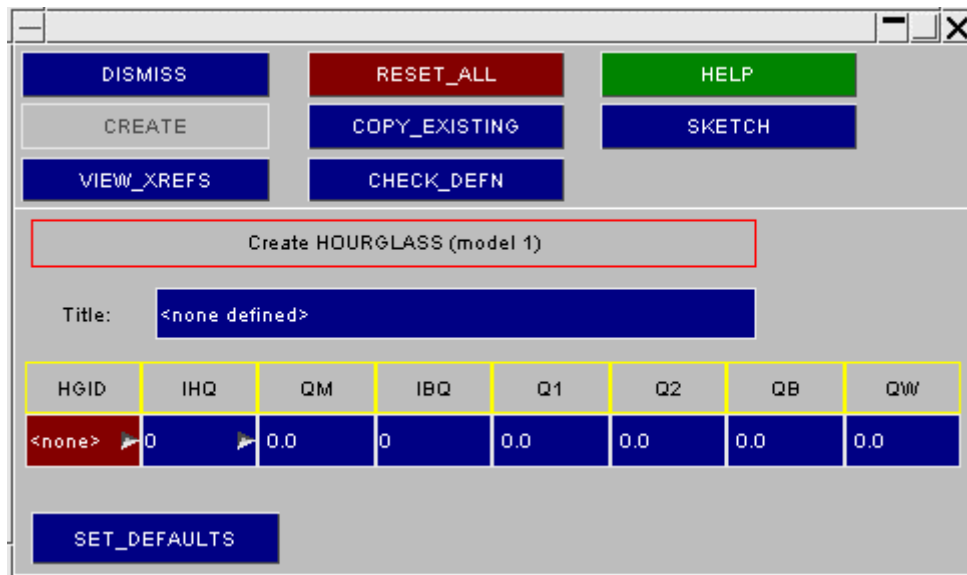 DISMISS RESET_ALL HELP
CREATE COPY_EXISTING SKETCH
VIEW_XREFS CHECK_DEFN
Create HOURGLASS (model 1)
Title: <none defined>
HGID IHQ QM IBQ Q1 Q2 QB QW
<none> 0 0.0 0 0.0 0.0 0.0 0.0
SET_DEFAULTS